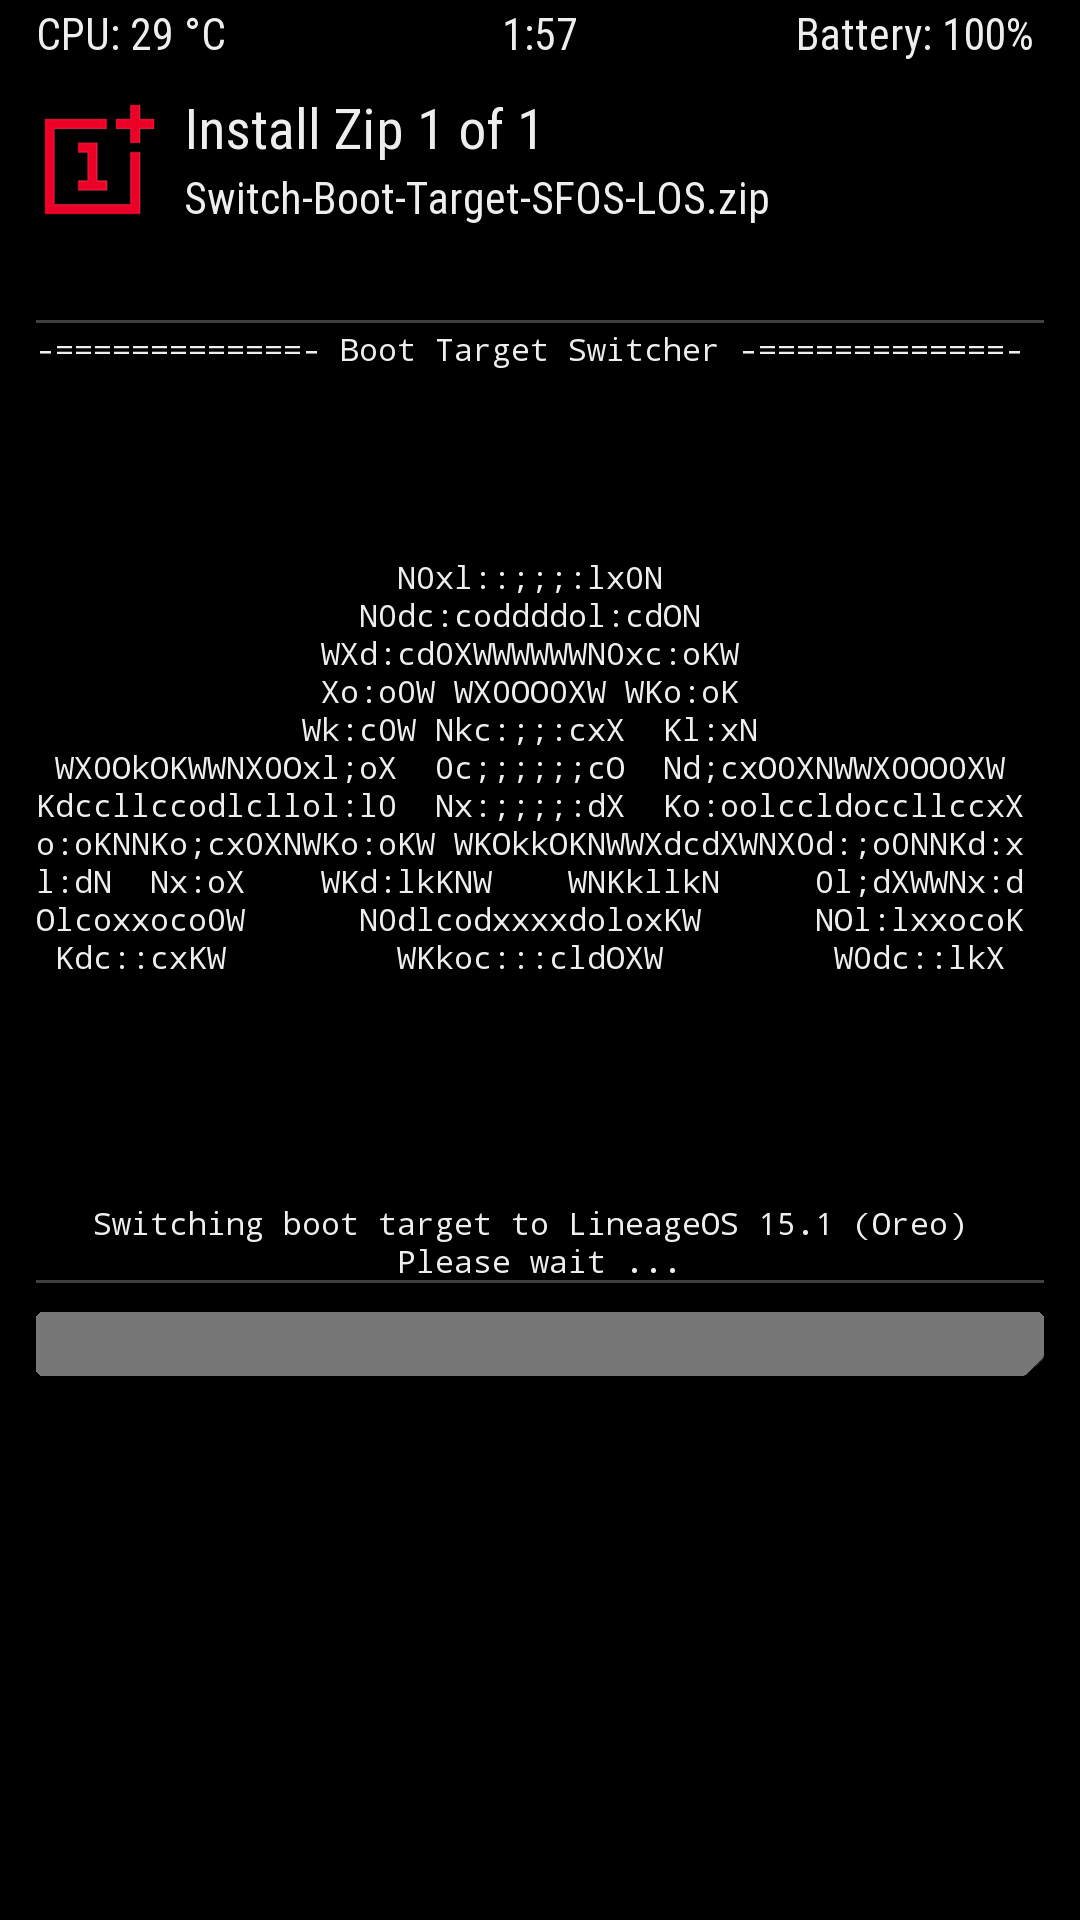 CPU: 29 °C 1:57 Battery: 100%
Install Zip 1 of 1
Switch-Boot-Target-SFOS-LOS.zip
-=============- Boot Target Switcher -=============-
                   NOxl::;;;:lxON
                 NOdc:coddddol:cdON
               WXd:cdOXWWWWWWNOxc:oKW
               Xo:oOW WXOOOOXW WKo:oK
              Wk:cOW Nkc:;;:cxX  Kl:xN
 WXOOkOKWWNXOOxl;oX  Oc;;;;;;cO  Nd;cxOOXNWWXOOOOXW
Kdccllccodlcllol:lO  Nx:;;;;:dX  Ko:oolccldoccllccxX
o:oKNNKo;cxOXNWKo:oKW WKOkkOKNWWXdcdXWNXOd:;oONNKd:x
l:dN  Nx:oX    WKd:lkKNW    WNKkllkN     Ol;dXWWNx:d
OlcoxxocoOW      NOdlcodxxxxdoloxKW      NOl:lxxocoK
 Kdc::cxKW         WKkoc:::cldOXW         WOdc::lkX
Switching boot target to LineageOS 15.1 (Oreo)
Please wait ...